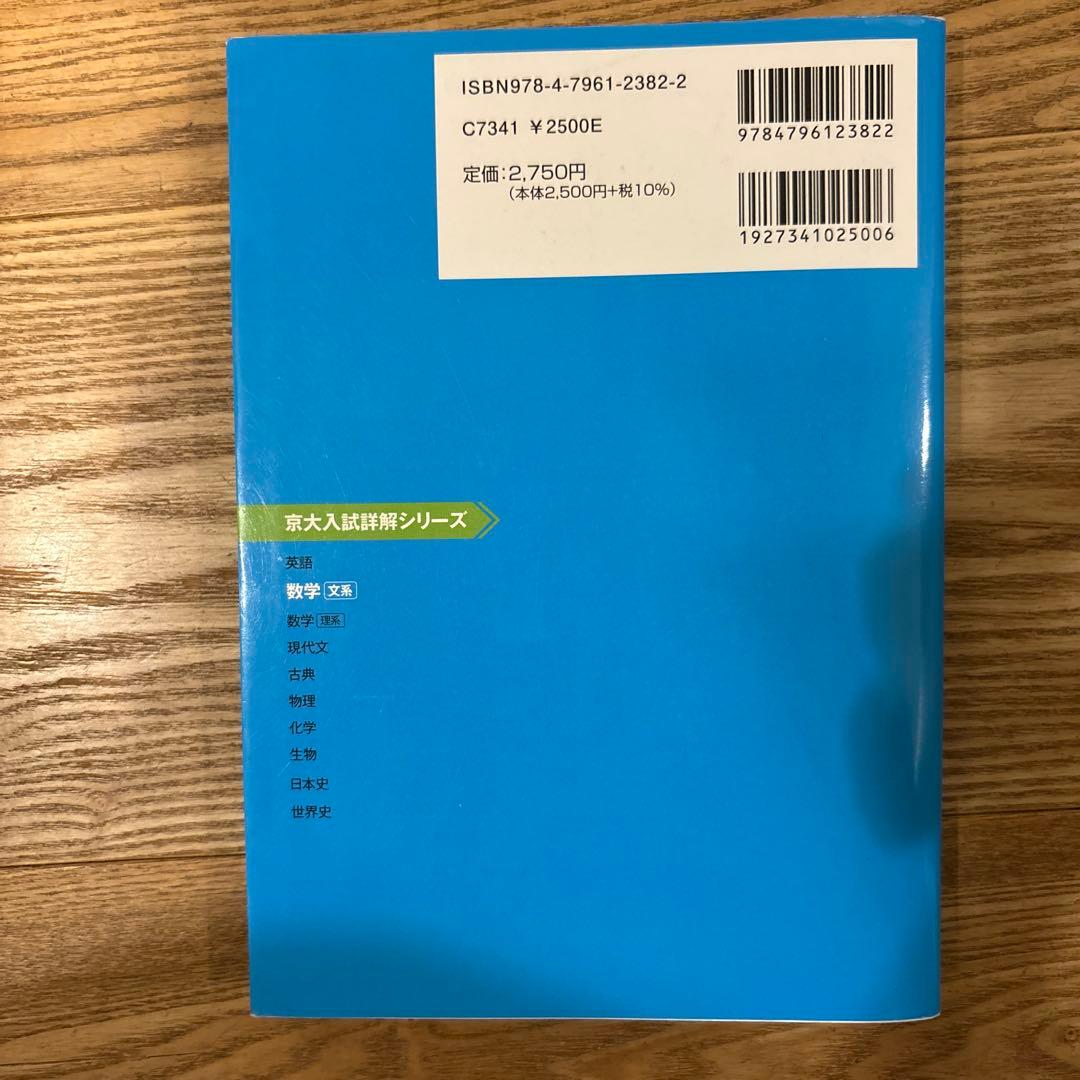 ISBN978-4-7961-2382-2
C7341 ¥2500E
定価:2,750円
(本体2,500円+税10%)
9784796123822
1927341025006
京大入試詳解シリーズ
英語
数学 文系
数学 理系
現代文
古典
物理
化学
生物
日本史
世界史